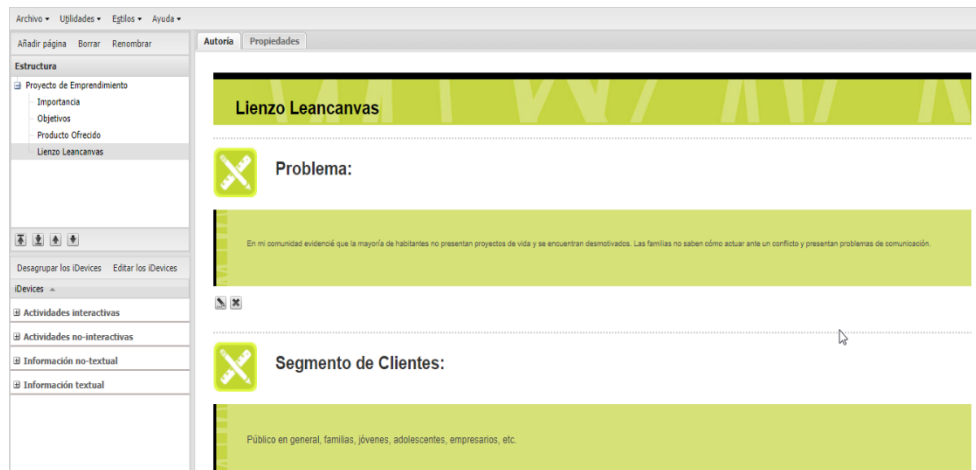 Archivo Utilidades Estilos Ayuda
Añadir página Borrar Renombrar
Autoría Propiedades
Estructura
Proyecto de Emprendimiento
Importancia
Objetivos
Producto Ofrecido
Lienzo Leancanvas
Desagrupar los iDevices Editar los iDevices
iDevices
Actividades interactivas
Actividades no-interactivas
Información no-textual
Información textual
Lienzo Leancanvas
Problema:
En mi comunidad evidencié que la mayoría de habitantes no presentan proyectos de vida y se encuentran desmotivados. Las familias no saben cómo actuar ante un conflicto y presentan problemas de comunicación.
Segmento de Clientes:
Público en general, familias, jóvenes, adolescentes, empresarios, etc.